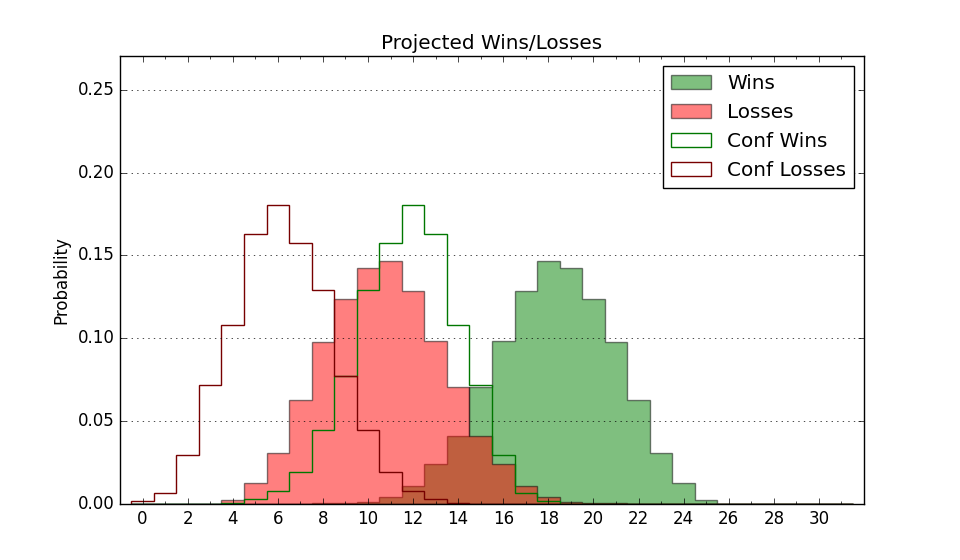 Projected Wins/Losses
Wins
Losses
Conf Wins
Conf Losses
Probability
0.25
0.20
0.15
0.10
0.05
0.00
0 2 4 6 8 10 12 14 16 18 20 22 24 26 28 30